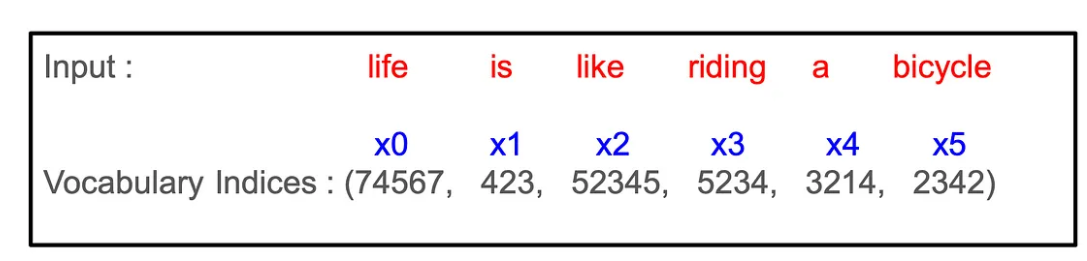 Input : life is like riding a bicycle
x0 x1 x2 x3 x4 x5
Vocabulary Indices : (74567, 423, 52345, 5234, 3214, 2342)